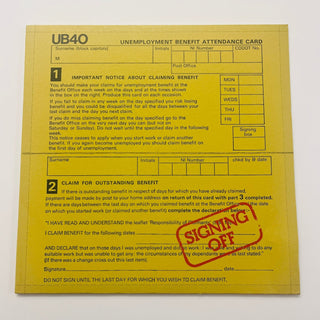 UB40 UNEMPLOYMENT BENEFIT ATTENDANCE CARD
Surname (block capitals) Initials NI Number CODOT No.
M
Post Office
1 IMPORTANT NOTICE ABOUT CLAIMING BENEFIT
You should make your claims for unemployment benefit at the
Benefit Office each week on the days and at the times shown
in the box on the right. Produce this card on each occasion.
If you fail to claim in any week on the day specified you risk losing
benefit and you could be disqualified for all the days between your
last claim day and the day you next claim.
If you do miss claiming benefit on the day specified go to the
Benefit Office on the very next day you can (but not on
Saturday or Sunday). Do not wait until the specified day in the following
week.
This notice ceases to apply when you start work or claim another
benefit. If you again become unemployed you should claim benefit on
the first day of unemployment.
MON
TUES
WEDS
THU
FRI
Signing
box
Surname Initials NI Number chkd by & date
2 CLAIM FOR OUTSTANDING BENEFIT
If there is outstanding benefit in respect of days for which you have already claimed,
payment will be made by post to your home address on return of this card with part 3 completed.
If there are days between the last day on which you claimed benefit at the Benefit Office and the date
on which you started work (or claimed another benefit) complete the declaration below:-
"I HAVE READ AND UNDERSTAND the leaflet 'Responsibility of
I CLAIM BENEFIT for the following dates
AND DECLARE that on those days I was unemployed and did no work: I was able and willing to do any
suitable work but was unable to get any: the circumstances of my dependants were as last stated."
(If there was a change cross out this last item).
Signature date
DO NOT SIGN UNTIL THE LAST DAY FOR WHICH YOU WISH TO CLAIM BENEFIT.
SIGNING
OFF